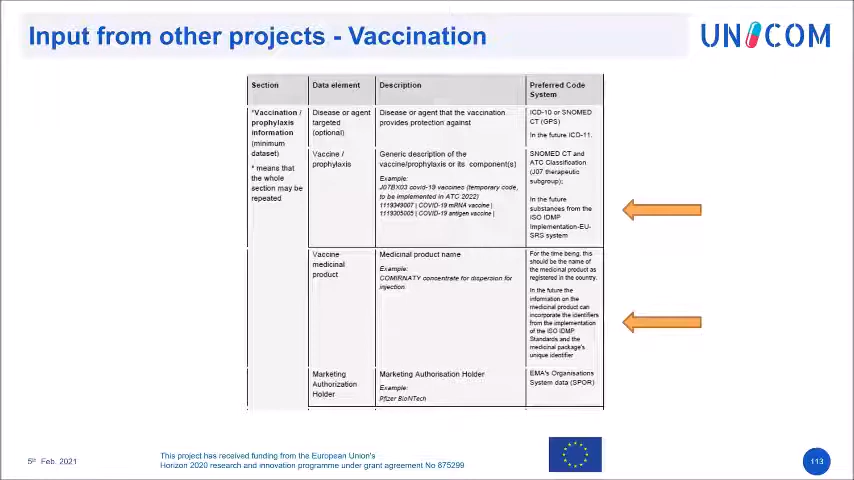 Input from other projects - Vaccination
UNICOM
Section
Data element
Description
Preferred Code
System
*Vaccination /
prophylaxis
information
(minimum
dataset)
* means that
the whole
section may be
repeated
Disease or agent
targeted
(optional)
Disease or agent that the vaccination
provides protection against
ICD-10 or SNOMED
CT (GPS)
In the future ICD-11.
Vaccine /
prophylaxis
Generic description of the
vaccine/prophylaxis or its component(s)
Example:
J07BX03 covid-19 vaccines (temporary code,
to be implemented in ATC 2022)
1119349007 | COVID-19 mRNA vaccine |
1119305005 | COVID-19 antigen vaccine |
SNOMED CT and
ATC Classification
(J07 therapeutic
subgroup);
In the future
substances from the
ISO IDMP
Implementation-EU-
SRS system
Vaccine
medicinal
product
Medicinal product name
Example:
COMIRNATY concentrate for dispersion for
injection
For the time being, this
should be the name of
the medicinal product as
registered in the country.
In the future the
information on the
medicinal product can
incorporate the identifiers
from the implementation
of the ISO IDMP
Standards and the
medicinal package's
unique identifier
Marketing
Authorization
Holder
Marketing Authorisation Holder
Example:
Pfizer BioNTech
EMA's Organisations
System data (SPOR)
5th Feb. 2021
This project has received funding from the European Union's
Horizon 2020 research and innovation programme under grant agreement No 875299
113